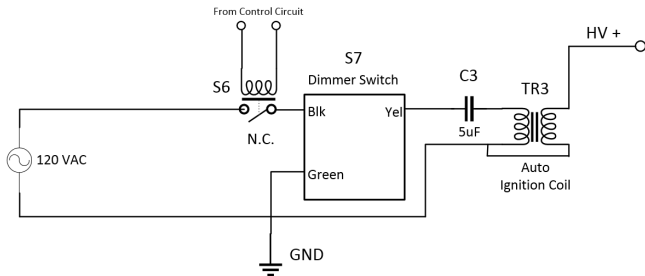 From Control Circuit
HV +
S7
S6
Dimmer Switch
C3
TR3
Blk
Yel
N.C.
5uF
120 VAC
Green
Auto
Ignition Coil
GND